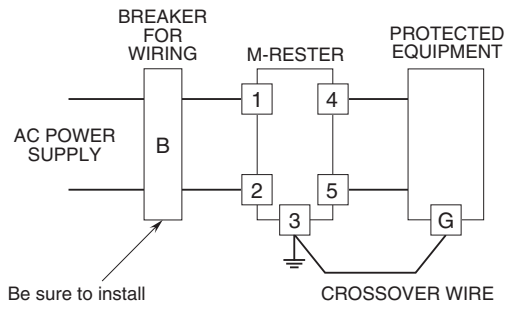 BREAKER
FOR
WIRING
M-RESTER
PROTECTED
EQUIPMENT
1
4
AC POWER
SUPPLY
B
2
5
3
G
Be sure to install
CROSSOVER WIRE